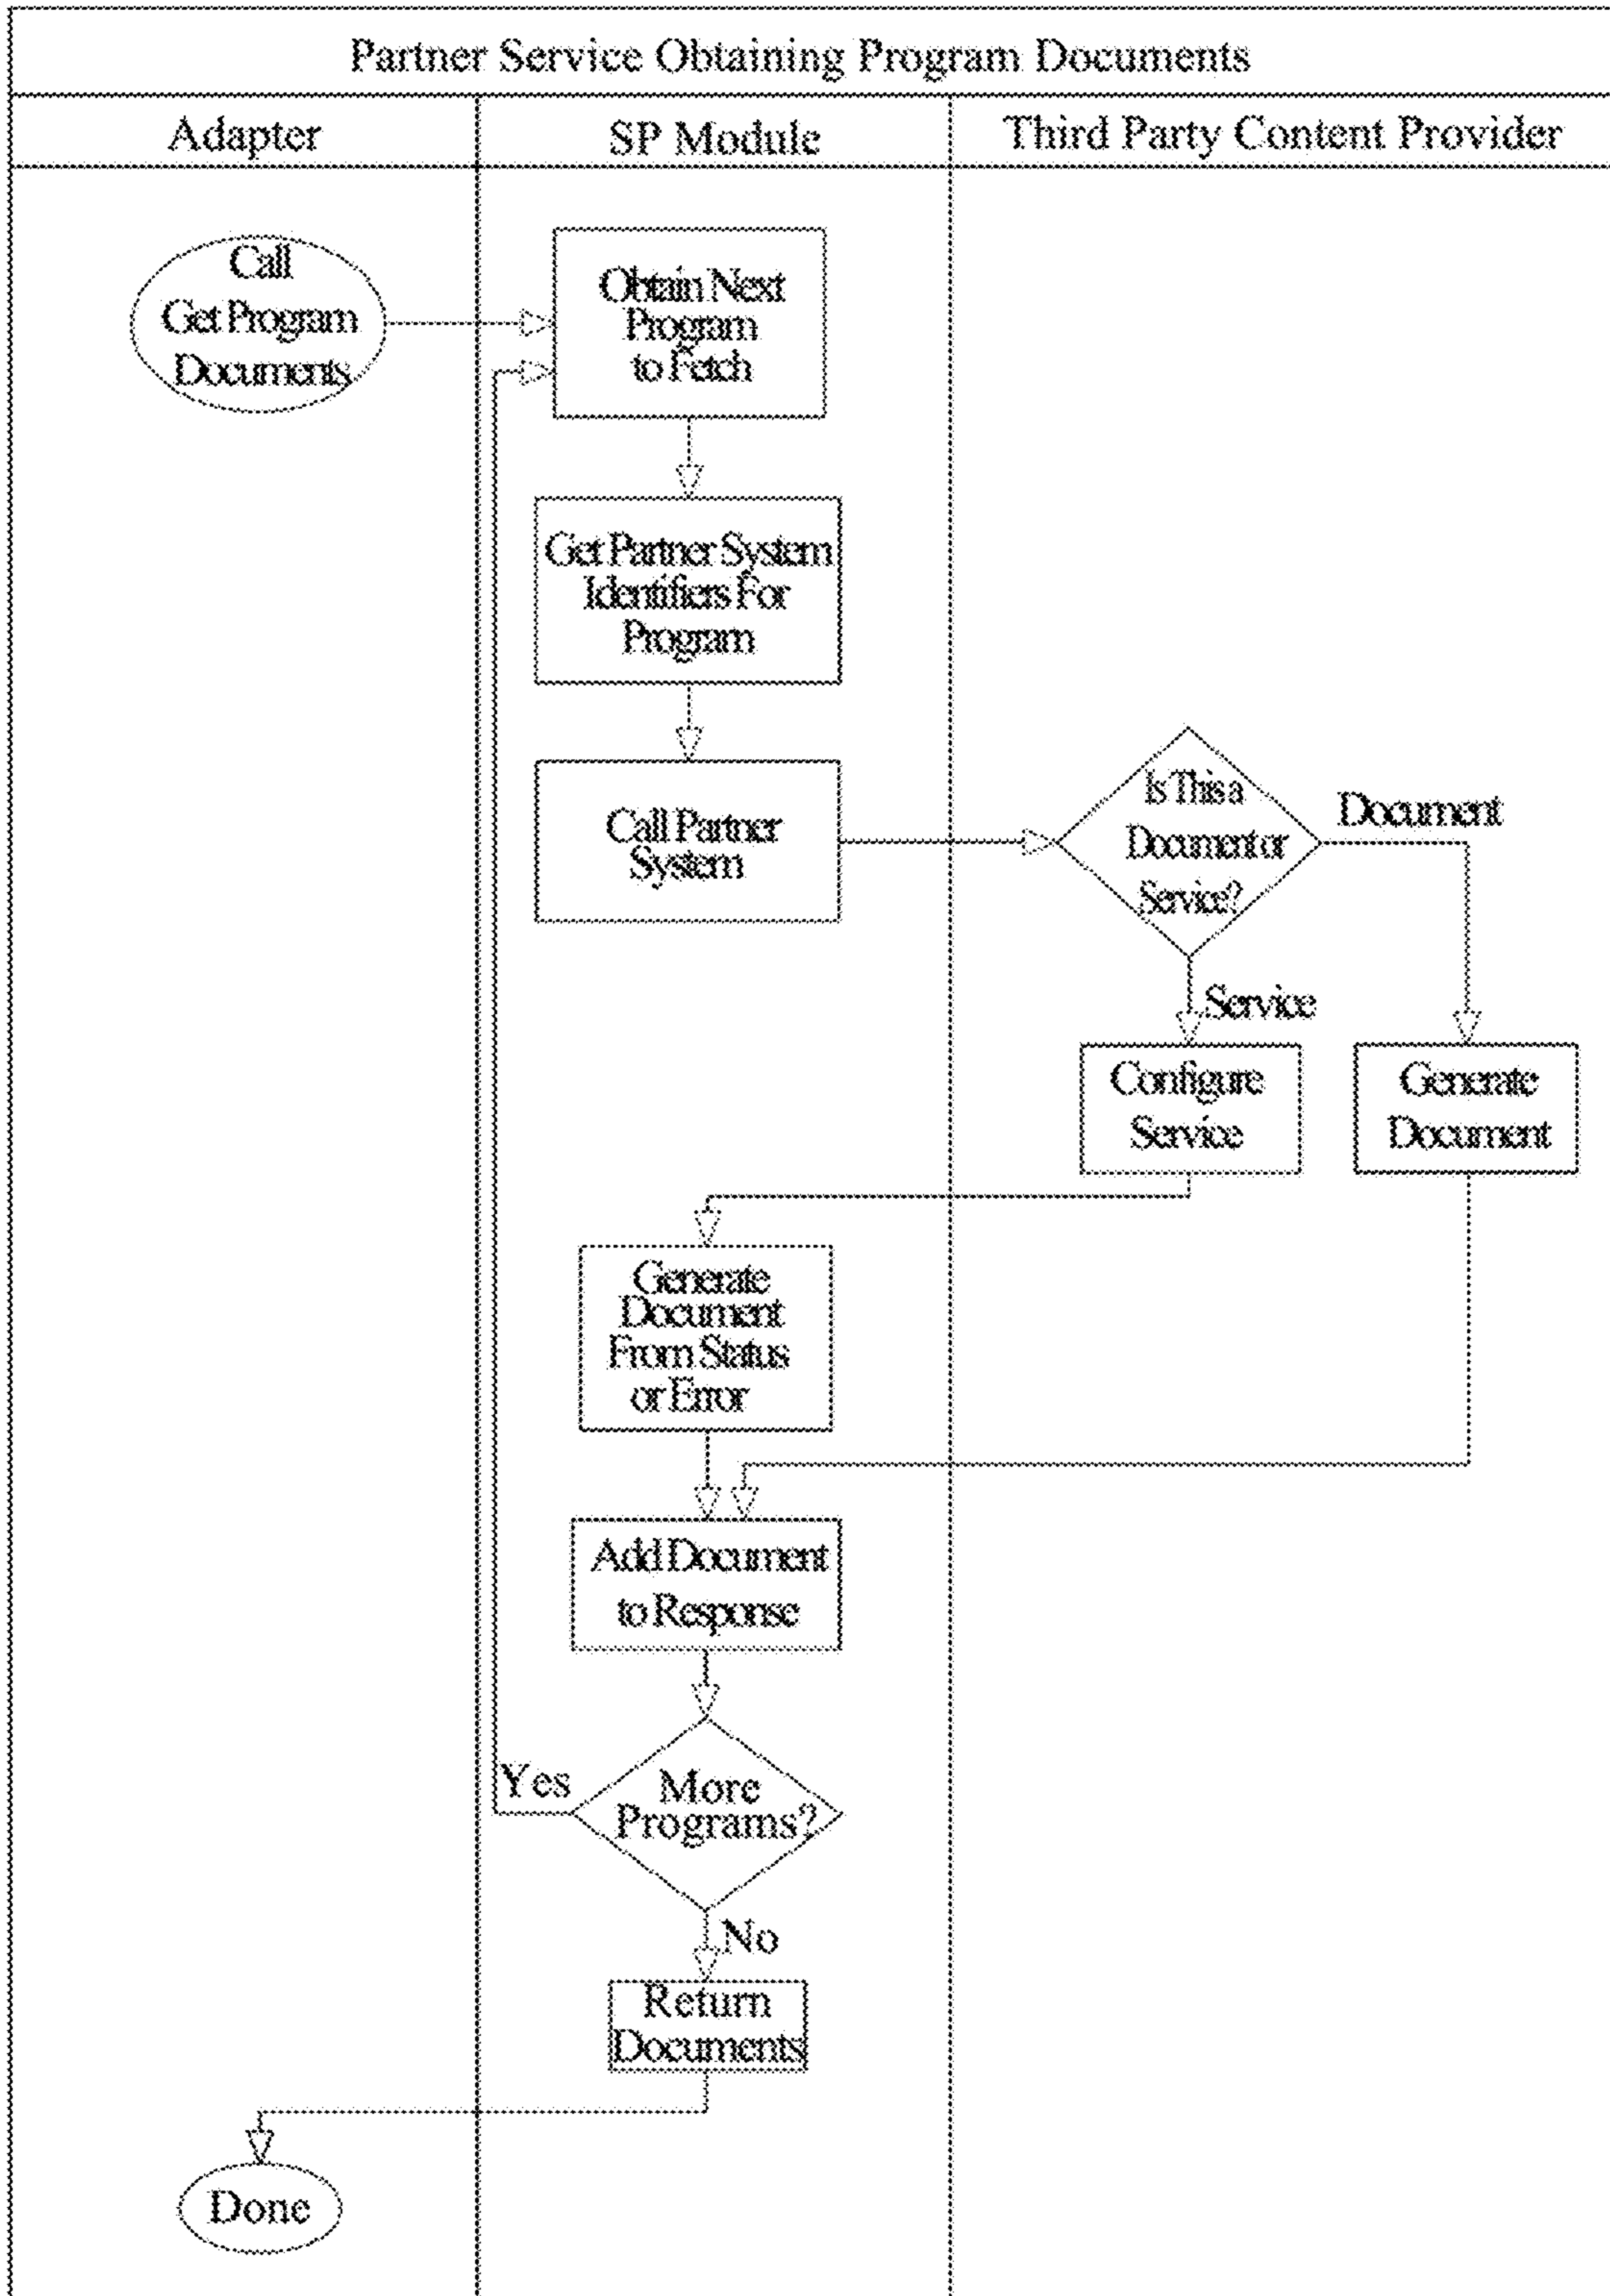 Partner Service Obtaining Program Documents
Adapter
SP Module
Third Party Content Provider
Call
Get Program
Documents
Obtain Next
Program
to Fetch
Get Partner System
Identifiers For
Program
Call Partner
System
Is This a
Document or
Service?
Document
Service
Configure
Service
Generate
Document
Generate
Document
From Status
or Error
Add Document
to Response
More
Programs?
Yes
No
Return
Documents
Done